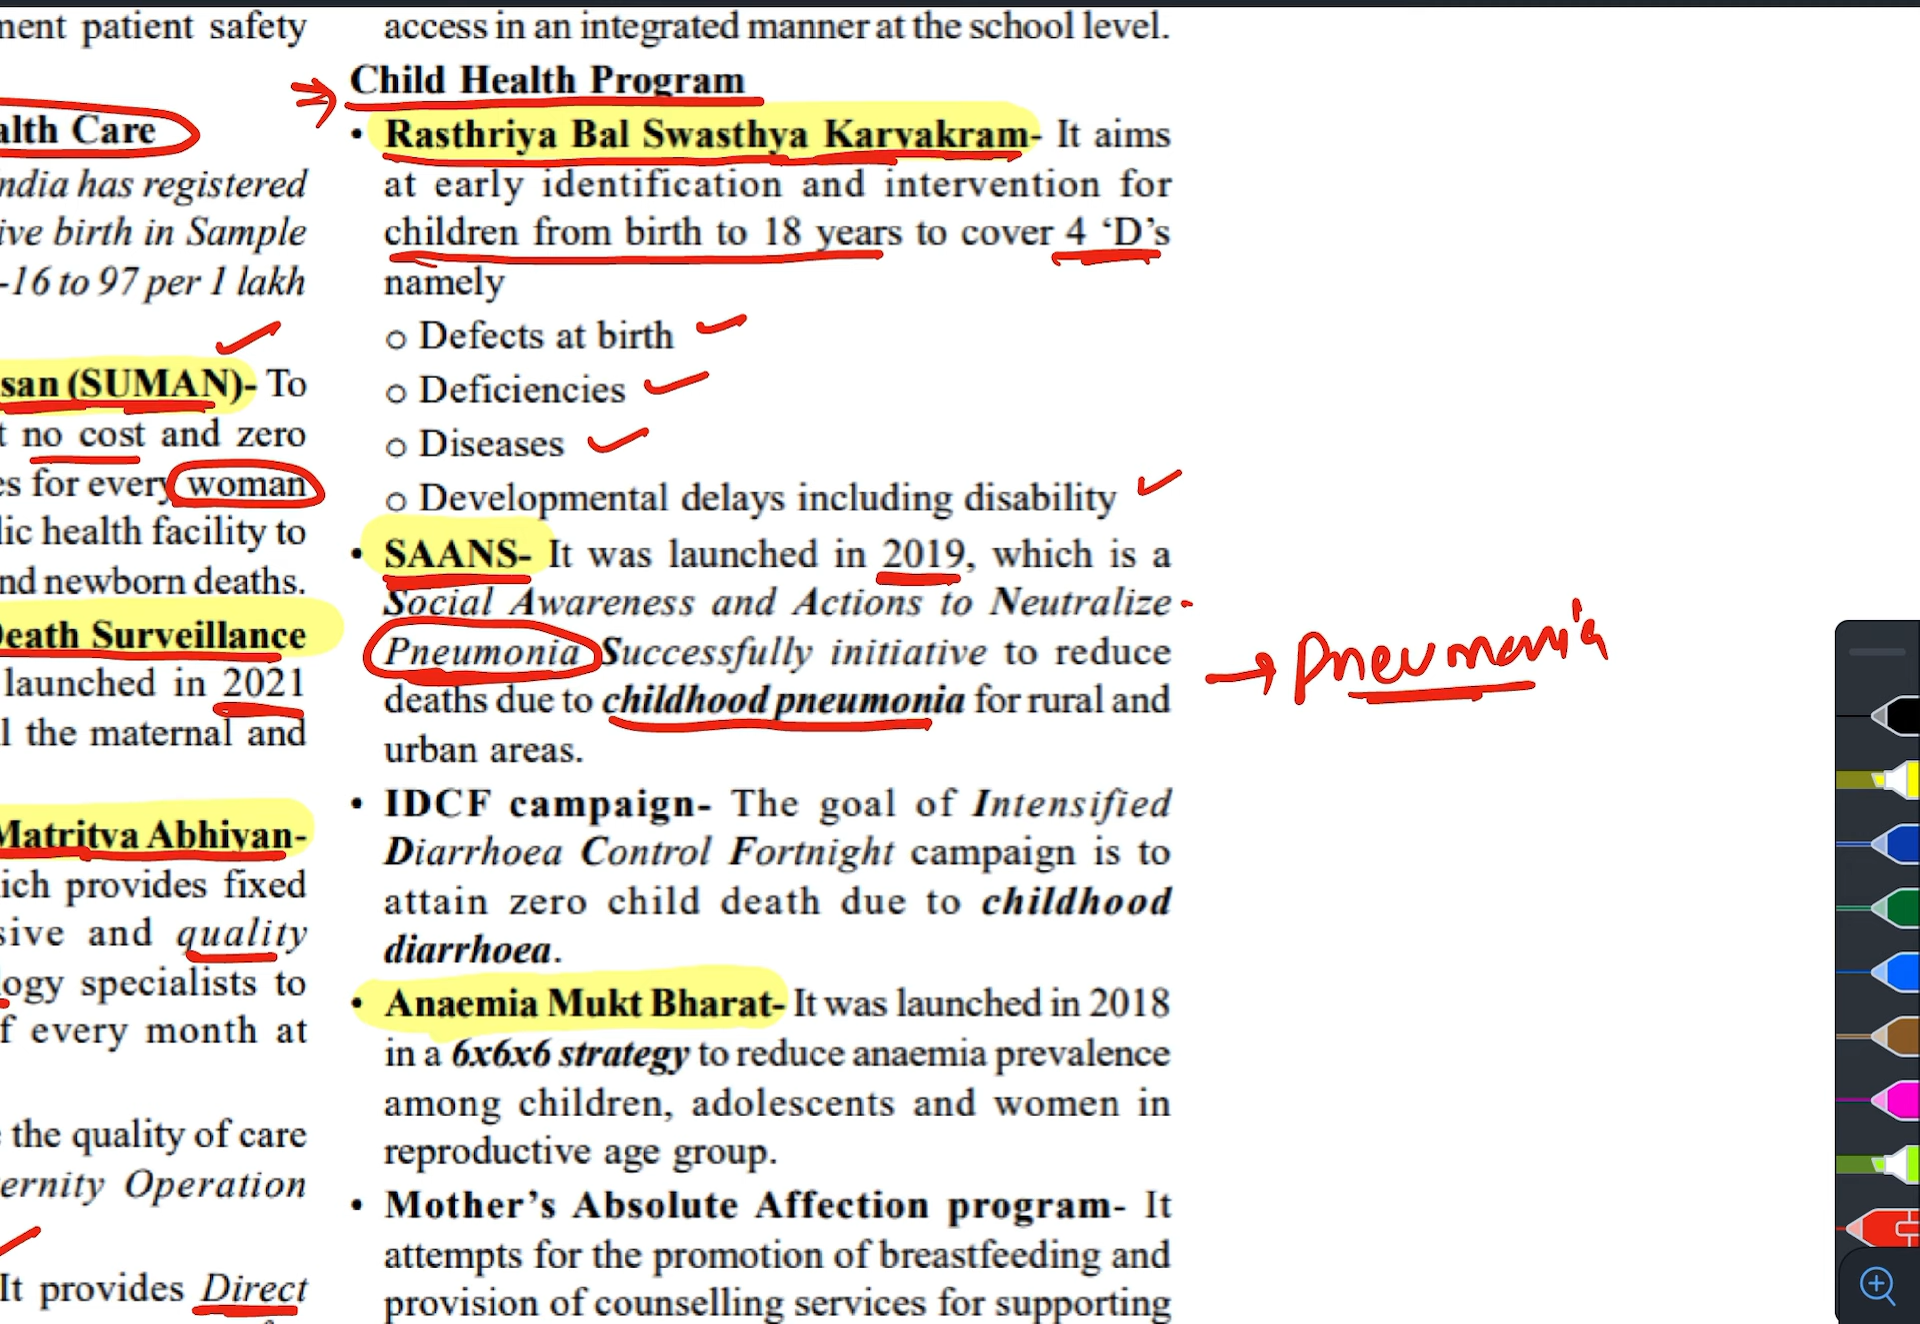 ment patient safety
alth Care
ndia has registered
ive birth in Sample
-16 to 97 per 1 lakh
san (SUMAN)- To
t no cost and zero
es for every woman
lic health facility to
nd newborn deaths.
Death Surveillance
launched in 2021
l the maternal and
Matritva Abhiyan-
ich provides fixed
sive and quality
logy specialists to
f every month at
the quality of care
ernity Operation
It provides Direct
access in an integrated manner at the school level.
Child Health Program
• Rasthriya Bal Swasthya Karyakram- It aims
at early identification and intervention for
children from birth to 18 years to cover 4 ‘D’s
namely
o Defects at birth
o Deficiencies
o Diseases
o Developmental delays including disability
• SAANS- It was launched in 2019, which is a
Social Awareness and Actions to Neutralize
Pneumonia Successfully initiative to reduce
deaths due to childhood pneumonia for rural and
urban areas.
• IDCF campaign- The goal of Intensified
Diarrhoea Control Fortnight campaign is to
attain zero child death due to childhood
diarrhoea.
• Anaemia Mukt Bharat- It was launched in 2018
in a 6x6x6 strategy to reduce anaemia prevalence
among children, adolescents and women in
reproductive age group.
• Mother’s Absolute Affection program- It
attempts for the promotion of breastfeeding and
provision of counselling services for supporting
→ Pneumonia